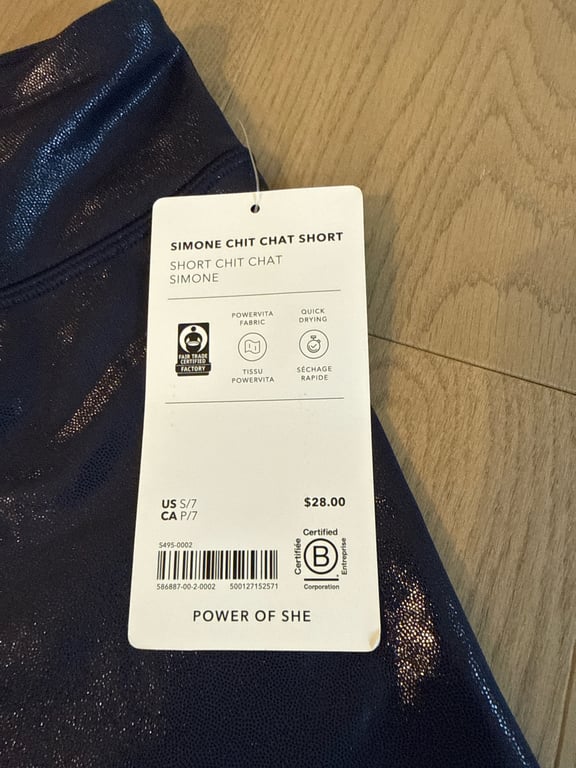 SIMONE CHIT CHAT SHORT
SHORT CHIT CHAT
SIMONE
FAIR TRADE
CERTIFIED
FACTORY
POWERVITA
FABRIC
TISSU
POWERVITA
QUICK
DRYING
SÉCHAGE
RAPIDE
US S/7
CA P/7
$28.00
S495-0002
586887-00-2-0002 500127152571
Certified
Certifiée
B
Entreprise
Corporation
POWER OF SHE